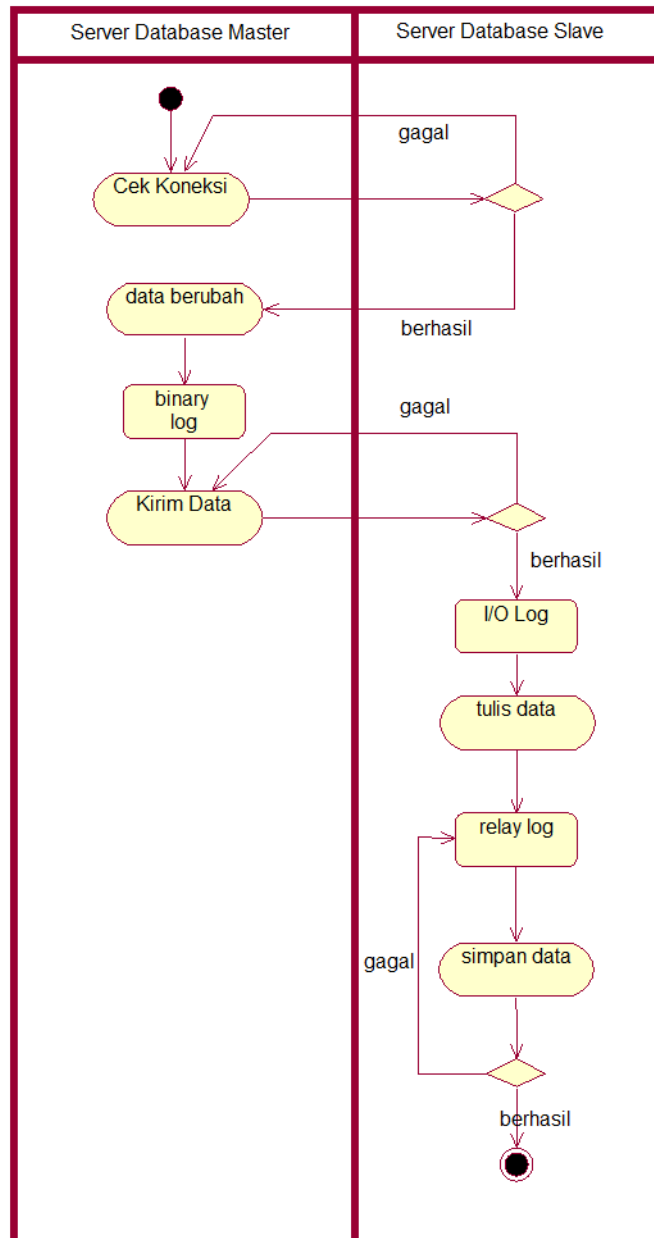 Server Database Master
Server Database Slave
gagal
Cek Koneksi
data berubah
berhasil
binary
log
gagal
Kirim Data
berhasil
I/O Log
tulis data
relay log
simpan data
gagal
berhasil